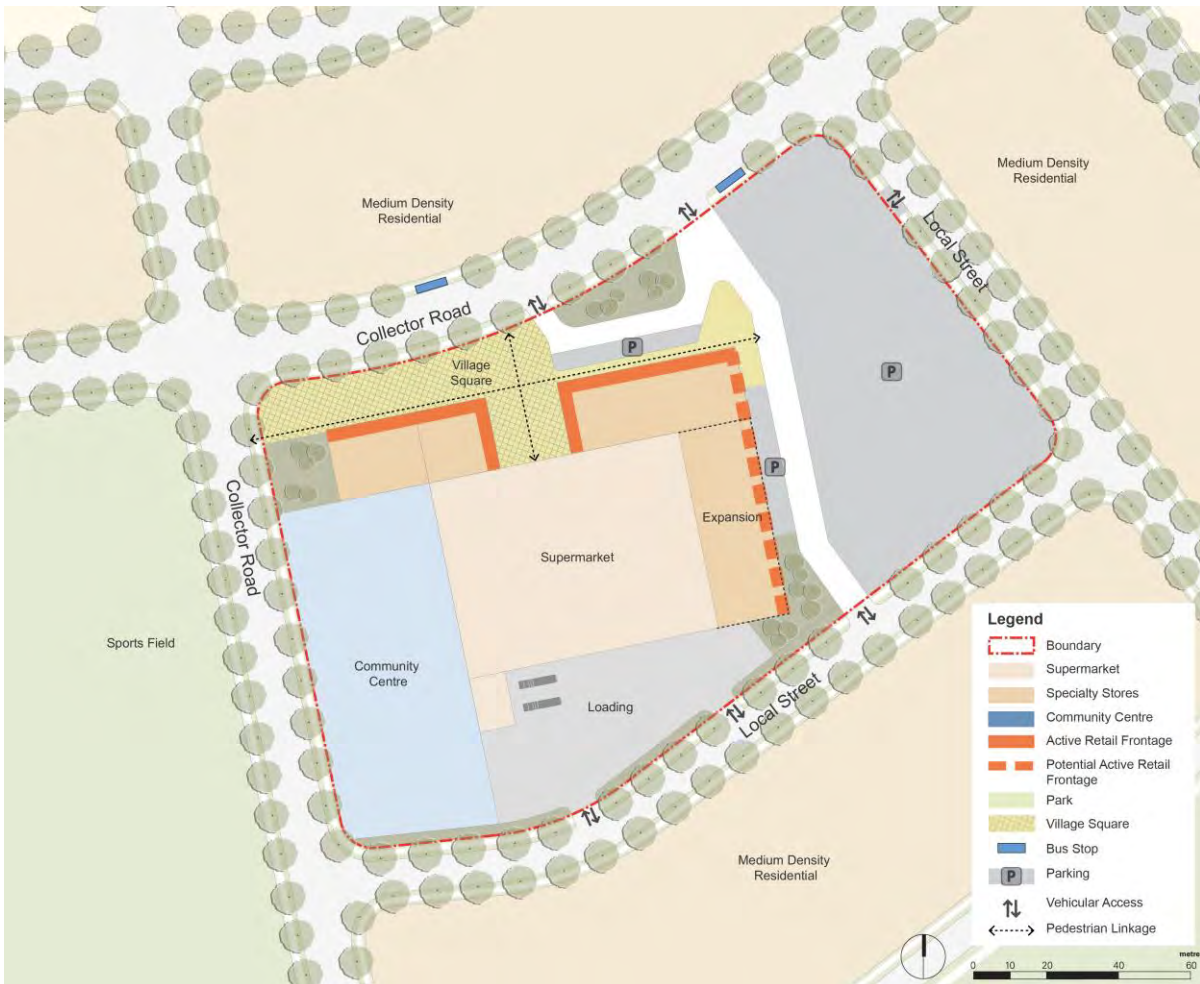 Medium Density
Residential
Medium Density
Residential
Local Street
Collector Road
Village
Square
P
P
Collector Road
P
Expansion
Supermarket
Sports Field
Community
Centre
Loading
Local Street
Medium Density
Residential
Legend
Boundary
Supermarket
Specialty Stores
Community Centre
Active Retail Frontage
Potential Active Retail
Frontage
Park
Village Square
Bus Stop
P Parking
Vehicular Access
Pedestrian Linkage
metre
0 10 20 40 60